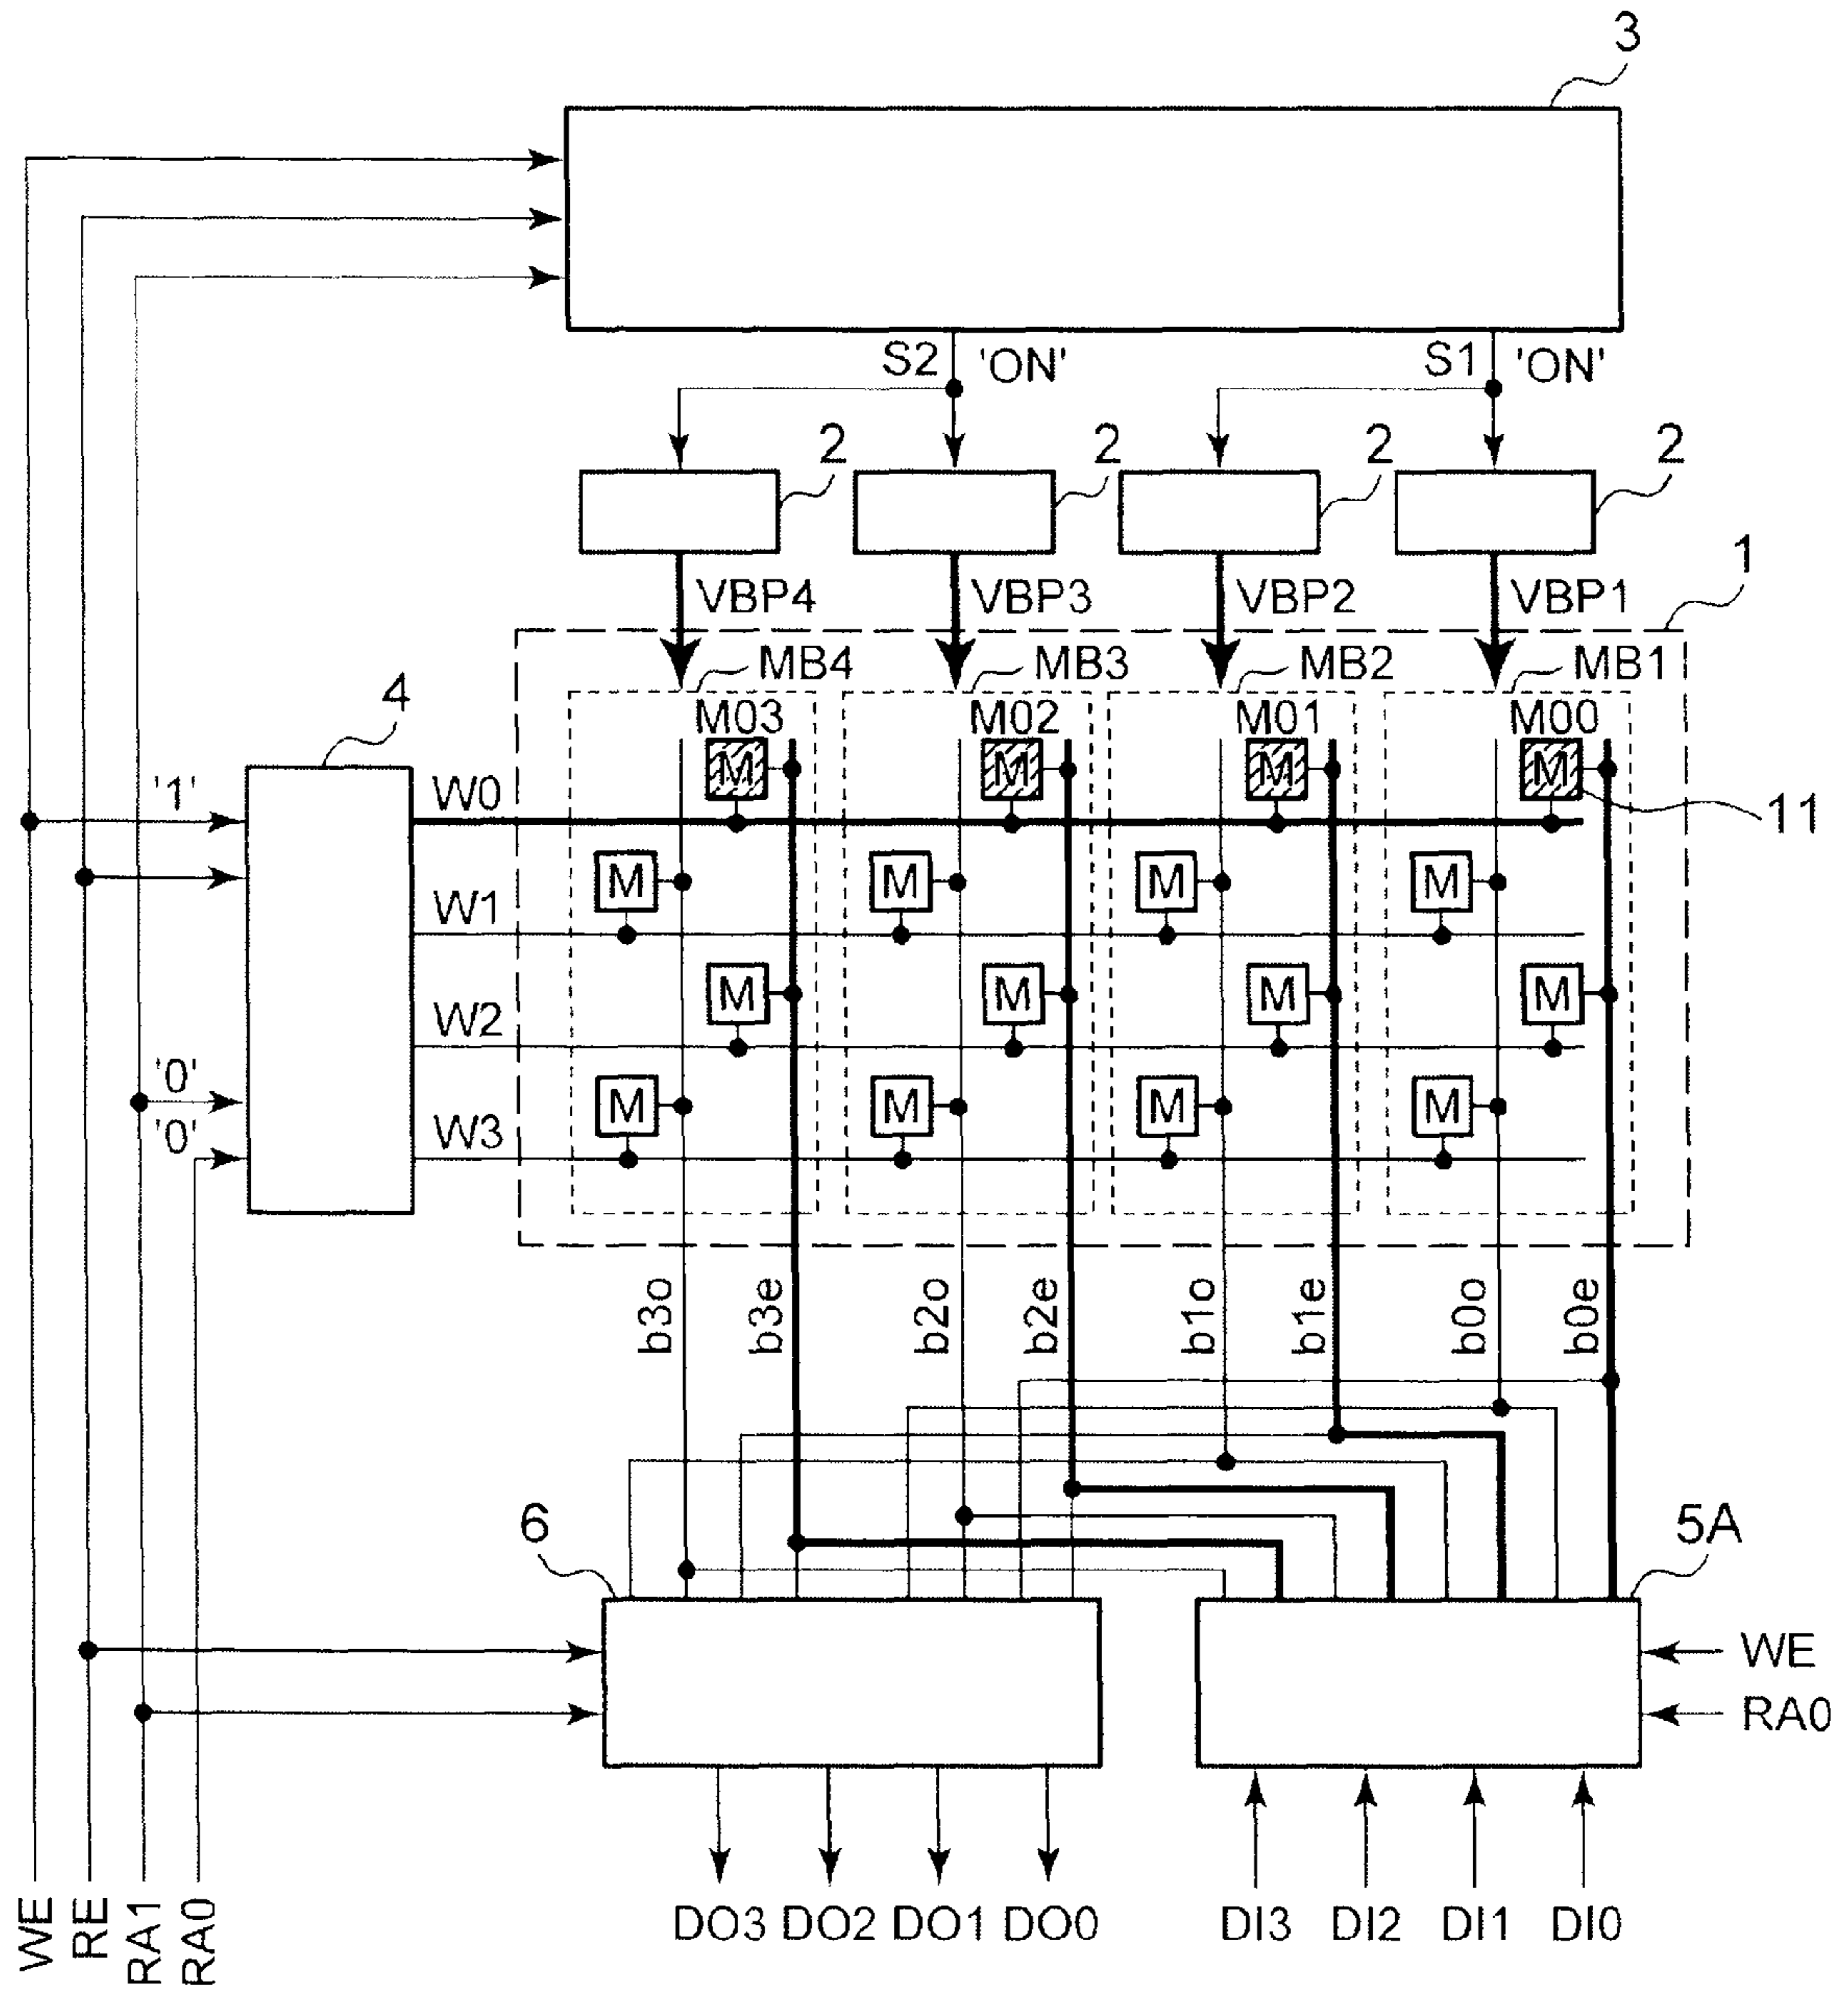 3
S2 'ON' S1 'ON'
2 2 2 2
1
VBP4 VBP3 VBP2 VBP1
MB4 MB3 MB2 MB1
4
M03 M02 M01 M00
M M M M
'1' W0 11
M M M M
W1
M M M M
W2
'0'
M M M M
'0' W3
b3o b3e b2o b2e b1o b1e b0o b0e
6 5A
WE
RA0
WE RE RA1 RA0
DO3 DO2 DO1 DO0 DI3 DI2 DI1 DI0